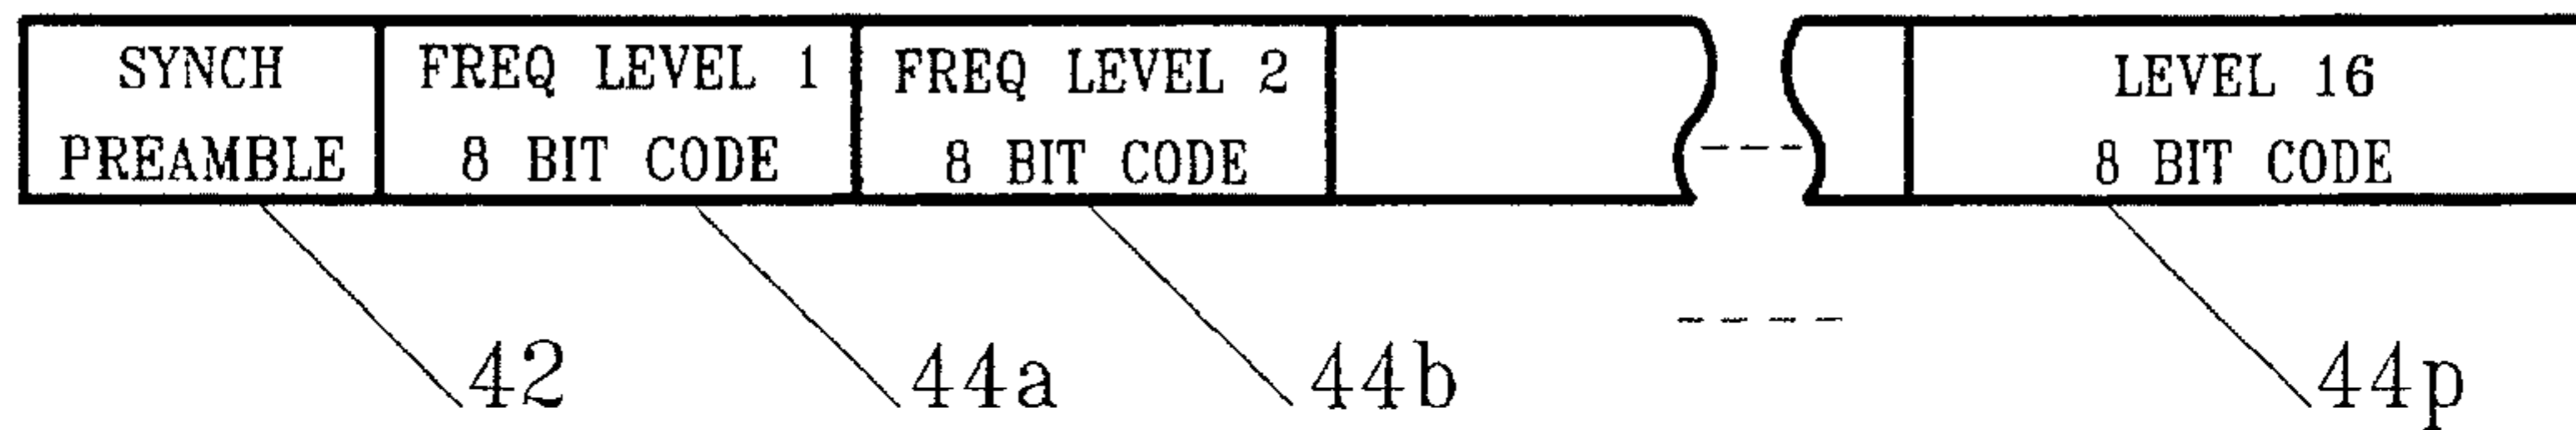 SYNCH
PREAMBLE
FREQ LEVEL 1
8 BIT CODE
FREQ LEVEL 2
8 BIT CODE
LEVEL 16
8 BIT CODE
42
44a
44b
44p